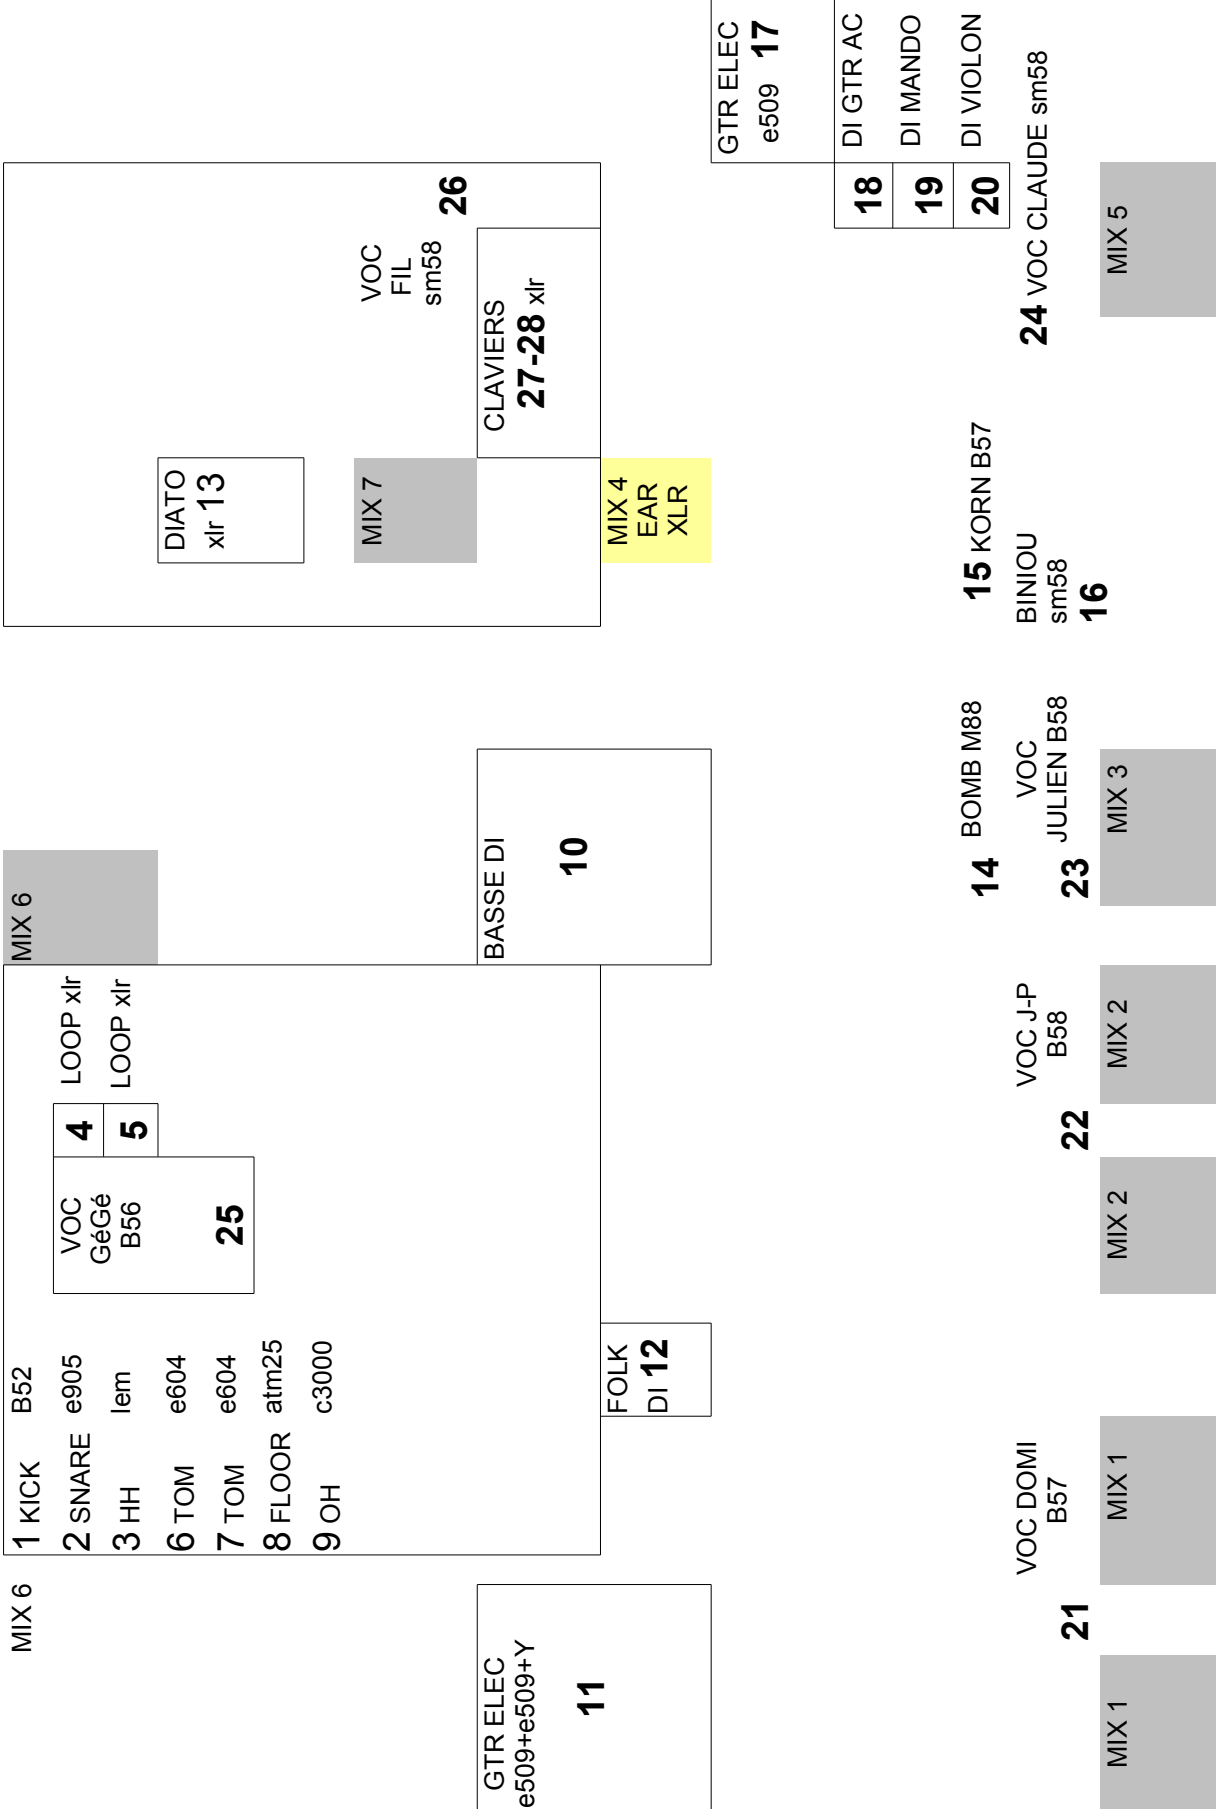 MIX 6
1 KICK B52
2 SNARE e905
3 HH lem
6 TOM e604
7 TOM e604
8 FLOOR atm25
9 OH c3000
VOC
GéGé
B56
25
4 LOOP xlr
5 LOOP xlr
MIX 6
DIATO
xlr 13
MIX 7
VOC
FIL
sm58
26
CLAVIERS
27-28 xlr
MIX 4
EAR
XLR
GTR ELEC
e509+e509+Y
11
FOLK
DI 12
BASSE DI
10
GTR ELEC
e509 17
18 DI GTR AC
19 DI MANDO
20 DI VIOLON
21
VOC DOMI
B57
22
VOC J-P
B58
14 BOMB M88
23
VOC
JULIEN B58
15 KORN B57
BINIOU
sm58
16
24 VOC CLAUDE sm58
MIX 1
MIX 1
MIX 2
MIX 2
MIX 3
MIX 5